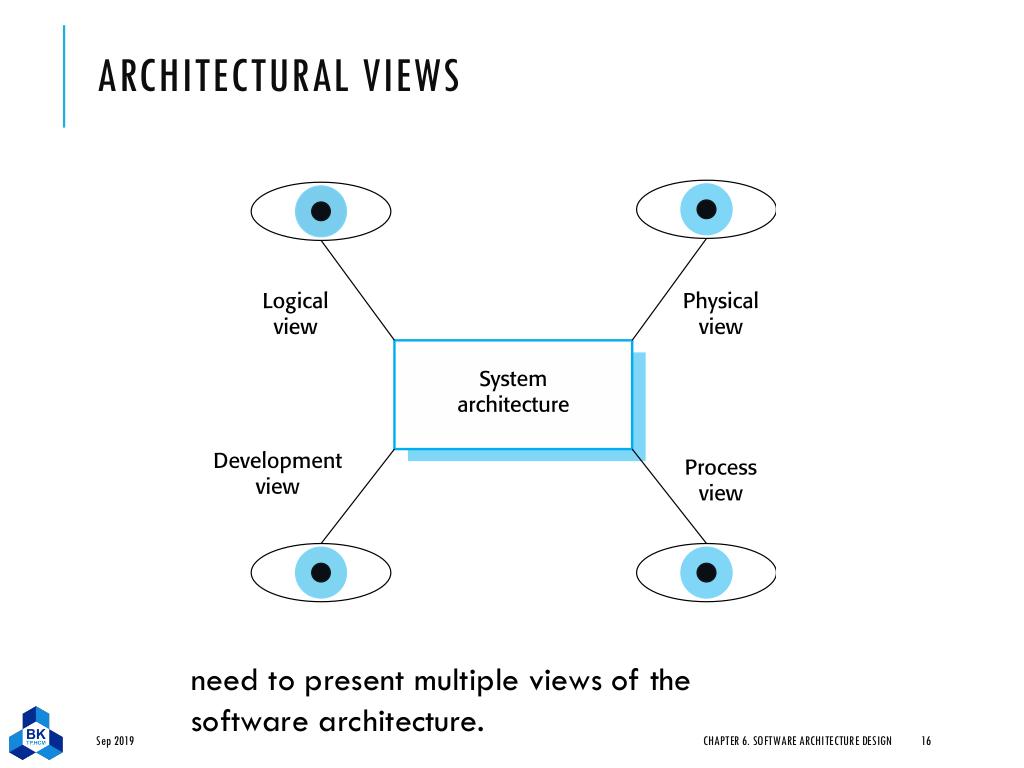 ARCHITECTURAL VIEWS
Logical
view
Physical
view
System
architecture
Development
view
Process
view
need to present multiple views of the
software architecture.
BK
TP.HCM
Sep 2019
CHAPTER 6. SOFTWARE ARCHITECTURE DESIGN
16